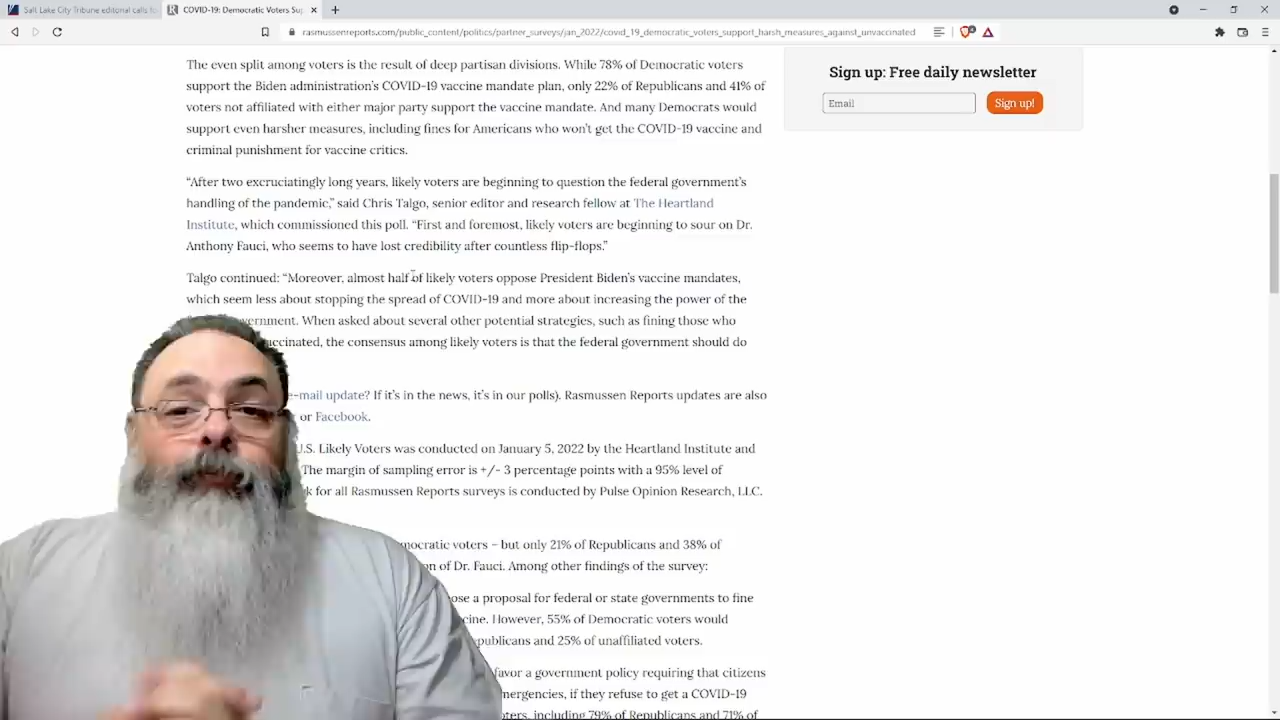 Salt Lake City Tribune editorial calls fo
COVID-19: Democratic Voters Sup
rasmussenreports.com/public_content/politics/partner_surveys/jan_2022/covid_19_democratic_voters_support_harsh_measures_against_unvaccinated
The even split among voters is the result of deep partisan divisions. While 78% of Democratic voters
support the Biden administration's COVID-19 vaccine mandate plan, only 22% of Republicans and 41% of
voters not affiliated with either major party support the vaccine mandate. And many Democrats would
support even harsher measures, including fines for Americans who won't get the COVID-19 vaccine and
criminal punishment for vaccine critics.
“After two excruciatingly long years, likely voters are beginning to question the federal government's
handling of the pandemic,” said Chris Talgo, senior editor and research fellow at The Heartland
Institute, which commissioned this poll. “First and foremost, likely voters are beginning to sour on Dr.
Anthony Fauci, who seems to have lost credibility after countless flip-flops.”
Talgo continued: “Moreover, almost half of likely voters oppose President Biden's vaccine mandates,
which seem less about stopping the spread of COVID-19 and more about increasing the power of the
vernment. When asked about several other potential strategies, such as fining those who
ccinated, the consensus among likely voters is that the federal government should do
e-mail update? If it's in the news, it's in our polls). Rasmussen Reports updates are also
or Facebook.
U.S. Likely Voters was conducted on January 5, 2022 by the Heartland Institute and
The margin of sampling error is +/- 3 percentage points with a 95% level of
k for all Rasmussen Reports surveys is conducted by Pulse Opinion Research, LLC.
mocratic voters – but only 21% of Republicans and 38% of
on of Dr. Fauci. Among other findings of the survey:
ose a proposal for federal or state governments to fine
cine. However, 55% of Democratic voters would
publicans and 25% of unaffiliated voters.
favor a government policy requiring that citizens
mergencies, if they refuse to get a COVID-19
oters, including 79% of Republicans and 71% of
Sign up: Free daily newsletter
Email
Sign up!